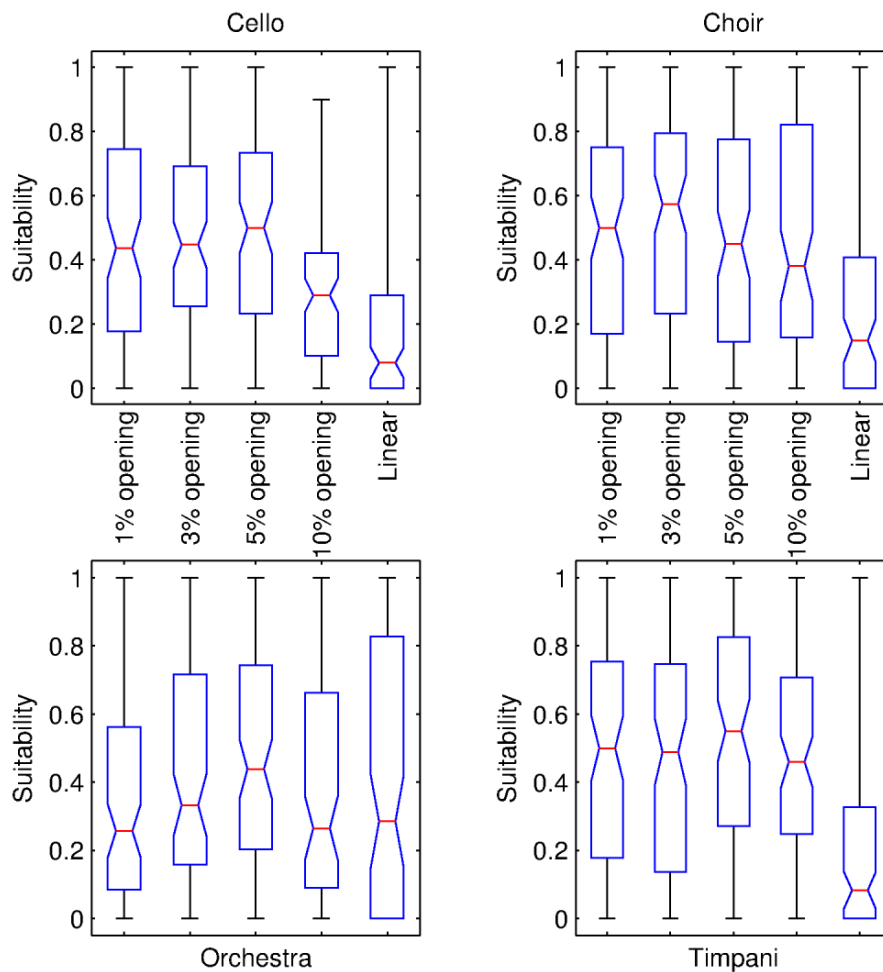 Cello
Choir
Suitability
1
0.8
0.6
0.4
0.2
0
1% opening
3% opening
5% opening
10% opening
Linear
Suitability
1
0.8
0.6
0.4
0.2
0
1% opening
3% opening
5% opening
10% opening
Linear
Suitability
1
0.8
0.6
0.4
0.2
0
Orchestra
Suitability
1
0.8
0.6
0.4
0.2
0
Timpani